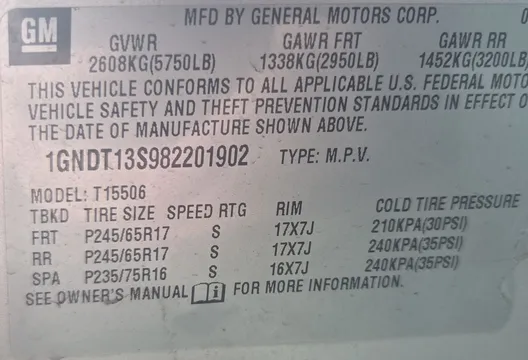 GM
MFD BY GENERAL MOTORS CORP.
GVWR GAWR FRT GAWR RR
2608KG(5750LB) 1338KG(2950LB) 1452KG(3200LB)
THIS VEHICLE CONFORMS TO ALL APPLICABLE U.S. FEDERAL MOTO
VEHICLE SAFETY AND THEFT PREVENTION STANDARDS IN EFFECT O
THE DATE OF MANUFACTURE SHOWN ABOVE.
1GNDT13S982201902 TYPE: M.P.V.
MODEL: T15506
TBKD TIRE SIZE SPEED RTG RIM COLD TIRE PRESSURE
FRT P245/65R17 S 17X7J 210KPA(30PSI)
RR P245/65R17 S 17X7J 240KPA(35PSI)
SPA P235/75R16 S 16X7J 240KPA(35PSI)
SEE OWNER'S MANUAL i FOR MORE INFORMATION.